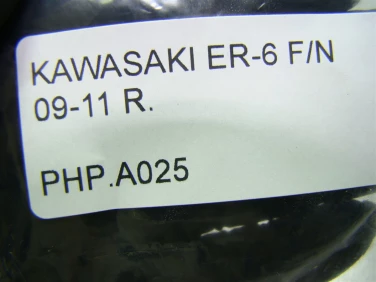 KAWASAKI ER-6 F/N
09-11 R.
PHP.A025